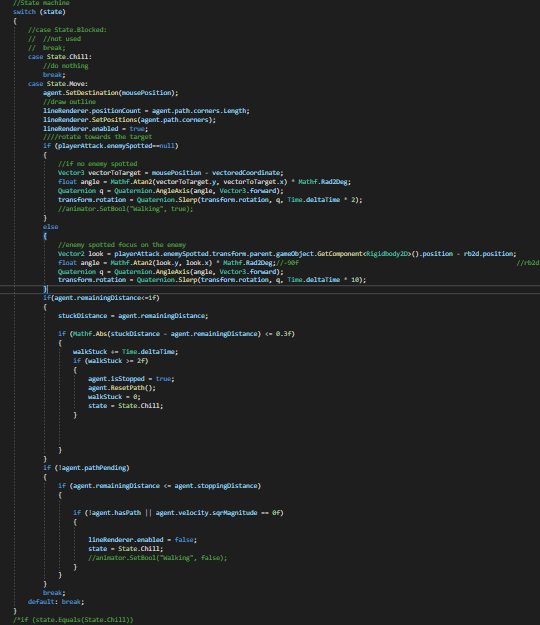 //State machine
switch (state)
{
//case State.Blocked:
// //not used
// break;
case State.Chill:
//do nothing
break;
case State.Move:
agent.SetDestination(mousePosition);
//draw outline
lineRenderer.positionCount = agent.path.corners.Length;
lineRenderer.SetPositions(agent.path.corners);
lineRenderer.enabled = true;
////rotate towards the target
if (playerAttack.enemySpotted==null)
{
//if no enemy spotted
Vector3 vectorToTarget = mousePosition - vectoredCoordinate;
float angle = Mathf.Atan2(vectorToTarget.y, vectorToTarget.x) * Mathf.Rad2Deg;
Quaternion q = Quaternion.AngleAxis(angle, Vector3.forward);
transform.rotation = Quaternion.Slerp(transform.rotation, q, Time.deltaTime * 2);
//animator.SetBool("Walking", true);
}
else
{
//enemy spotted focus on the enemy
Vector2 look = playerAttack.enemySpotted.transform.parent.gameObject.GetComponent<Rigidbody2D>().position - rb2d.position;
float angle = Mathf.Atan2(look.y, look.x) * Mathf.Rad2Deg;//-90f //rb2d
Quaternion q = Quaternion.AngleAxis(angle, Vector3.forward);
transform.rotation = Quaternion.Slerp(transform.rotation, q, Time.deltaTime * 10);
}
if(agent.remainingDistance<=1f)
{
stuckDistance = agent.remainingDistance;
if (Mathf.Abs(stuckDistance - agent.remainingDistance) <= 0.3f)
{
walkStuck += Time.deltaTime;
if (walkStuck >= 2f)
{
agent.isStopped = true;
agent.ResetPath();
walkStuck = 0;
state = State.Chill;
}
}
}
if (!agent.pathPending)
{
if (agent.remainingDistance <= agent.stoppingDistance)
{
if (!agent.hasPath || agent.velocity.sqrMagnitude == 0f)
{
lineRenderer.enabled = false;
state = State.Chill;
//animator.SetBool("Walking", false);
}
}
}
break;
default: break;
}
/*if (state.Equals(State.Chill))